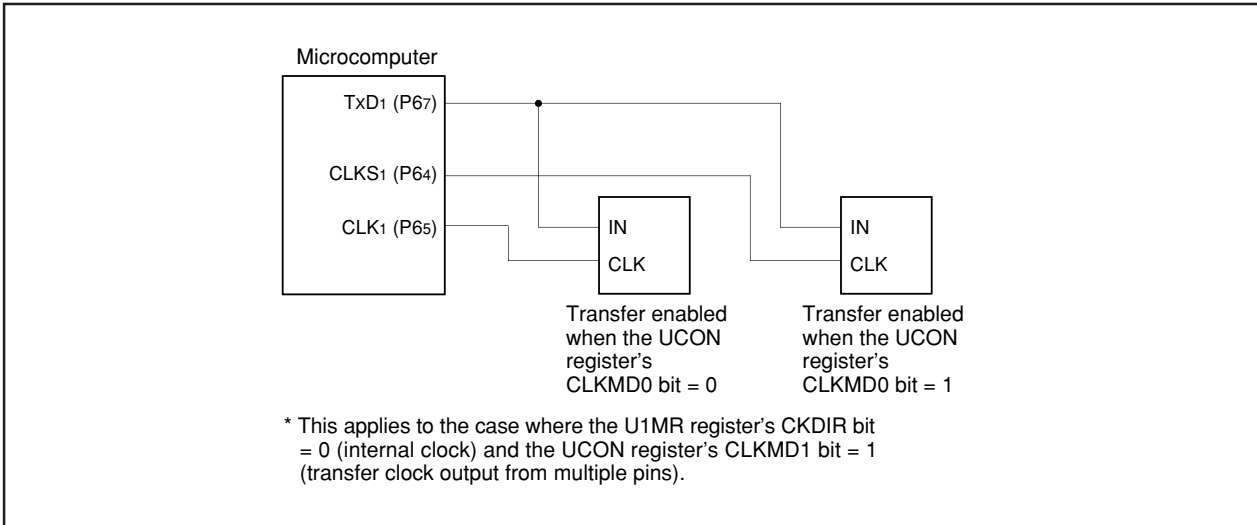 Microcomputer
TxD1 (P67)
CLKS1 (P64)
CLK1 (P65)
IN
CLK
IN
CLK
Transfer enabled
when the UCON
register's
CLKMD0 bit = 0
Transfer enabled
when the UCON
register's
CLKMD0 bit = 1
* This applies to the case where the U1MR register's CKDIR bit
= 0 (internal clock) and the UCON register's CLKMD1 bit = 1
(transfer clock output from multiple pins).